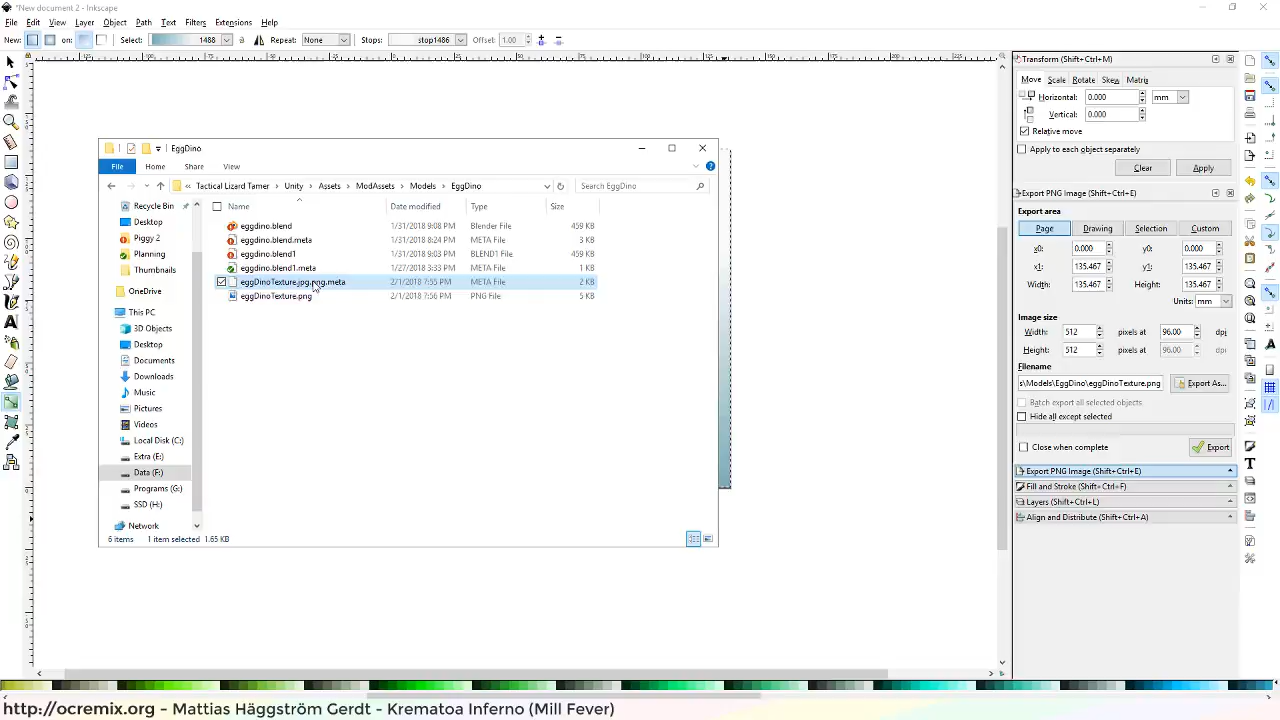 *New document 2 - Inkscape
File Edit View Layer Object Path Text Filters Extensions Help
New: on: Select: 1488 Repeat: None Stops: stop1486 Offset: 1.00
Transform (Shift+Ctrl+M)
Move Scale Rotate Skew Matrix
Horizontal: 0.000 mm
Vertical: 0.000
Relative move
Apply to each object separately
Clear Apply
Export PNG Image (Shift+Ctrl+E)
Export area
Page Drawing Selection Custom
x0: 0.000 y0: 0.000
x1: 135.467 y1: 135.467
Width: 135.467 Height: 135.467
Units: mm
Image size
Width: 512 pixels at 96.00 dpi
Height: 512 pixels at 96.00 dpi
Filename
s\Models\EggDino\eggDinoTexture.png Export As...
Batch export all selected objects
Hide all except selected
Close when complete Export
Export PNG Image (Shift+Ctrl+E)
Fill and Stroke (Shift+Ctrl+F)
Layers (Shift+Ctrl+L)
Align and Distribute (Shift+Ctrl+A)
EggDino
File Home Share View
« Tactical Lizard Tamer › Unity › Assets › ModAssets › Models › EggDino Search EggDino
Name Date modified Type Size
Recycle Bin
Desktop
Piggy 2
Planning
Thumbnails
OneDrive
This PC
3D Objects
Desktop
Documents
Downloads
Music
Pictures
Videos
Local Disk (C:)
Extra (E:)
Data (F:)
Programs (G:)
SSD (H:)
Network
eggdino.blend 1/31/2018 9:08 PM Blender File 459 KB
eggdino.blend.meta 1/31/2018 8:24 PM META File 3 KB
eggdino.blend1 1/31/2018 9:03 PM BLEND1 File 459 KB
eggdino.blend1.meta 1/27/2018 3:33 PM META File 1 KB
eggDinoTexture.jpg.png.meta 2/1/2018 7:55 PM META File 2 KB
eggDinoTexture.png 2/1/2018 7:56 PM PNG File 5 KB
6 items 1 item selected 1.65 KB
http://ocremix.org - Mattias Häggström Gerdt - Krematoa Inferno (Mill Fever)